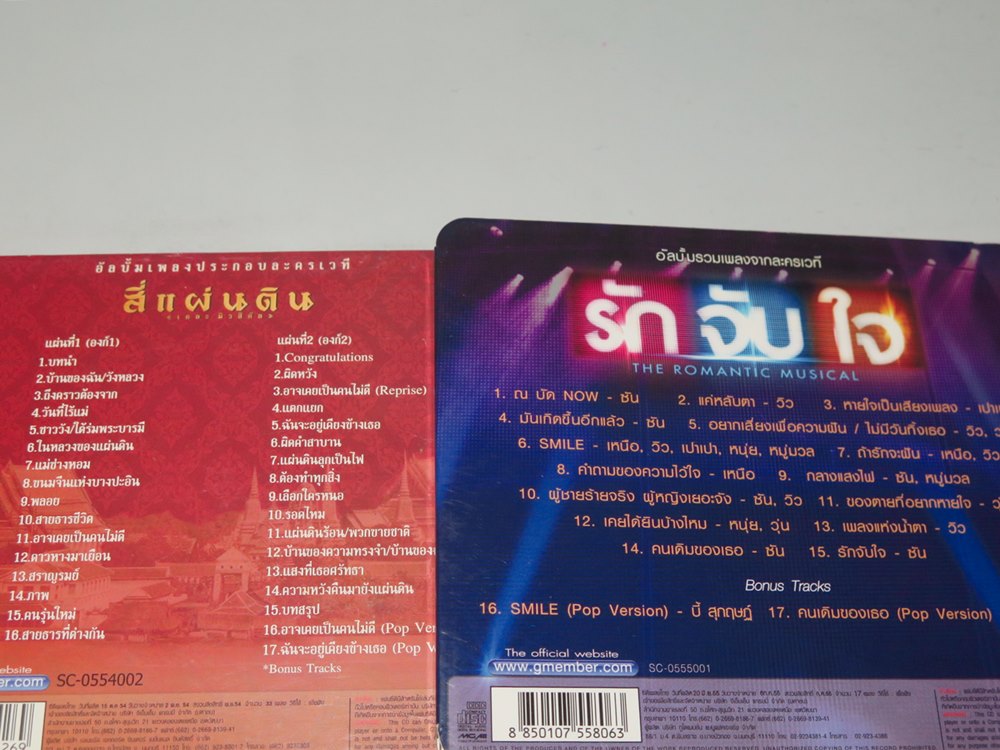 อัลบั้มเพลงประกอบละครเวที
สี่แผ่นดิน
แผ่นที่1 (องก์1)
1.บทนำ
2.บ้านของฉัน/วังหลวง
3.ถึงคราวต้องจาก
4.วันที่ไร้แม่
5.ชาววัง/ได้ร่มพระบารมี
6.ในหลวงของแผ่นดิน
7.แม่ช่างหอม
8.ขนมจีนแห่งบางปะอิน
9.พลอย
10.สายธารชีวิต
11.อาจเคยเป็นคนไม่ดี
12.ดาวหางมาเยือน
13.สราญรมย์
14.ภาพ
15.คนรุ่นใหม่
16.สายธารที่ต่างกัน
แผ่นที่2 (องก์2)
1.Congratulations
2.ผิดหวัง
3.อาจเคยเป็นคนไม่ดี (Reprise)
4.แตกแยก
5.ฉันจะอยู่เคียงข้างเธอ
6.ผิดคำสาบาน
7.แผ่นดินลูกเป็นไฟ
8.ต้องทำทุกสิ่ง
9.เลือกใครหนอ
10.รอดไหม
11.แผ่นดินร้อน/พวกขายชาติ
12.บ้านของความทรงจำ/บ้านของ
13.แสงที่เธอศรัทธา
14.ความหวังคืนมายังแผ่นดิน
15.บทสรุป
16.อาจเคยเป็นคนไม่ดี (Pop Ver
17.ฉันจะอยู่เคียงข้างเธอ (Pop V
*Bonus Tracks
ebsite
er.com SC-0554002
อัลบั้มรวมเพลงจากละครเวที
รัก จับ ใจ
THE ROMANTIC MUSICAL
1. ณ บัด NOW - ซัน 2. แค่หลับตา - วิว 3. หายใจเป็นเสียงเพลง - เปาเ
4. มันเกิดขึ้นอีกแล้ว - ซัน 5. อยากเสี่ยงเพื่อความฝัน / ไม่มีวันทิ้งเธอ - วิว,
6. SMILE - เหนือ, วิว, เปาเปา, หนุ่ย, หมู่มวล 7. ถ้ารักจะฟัน - เหนือ, วิว
8. คำถามของความไว้ใจ - เหนือ 9. กลางแสงไฟ - ซัน, หมู่มวล
10. ผู้ชายร้ายจริง ผู้หญิงเยอะจัง - ซัน, วิว 11. ของตายที่อยากหายใจ -
12. เคยได้ยินบ้างไหม - หนุ่ย, วุ่น 13. เพลงแห่งน้ำตา - วิว
14. คนเดิมของเธอ - ซัน 15. รักจับใจ - ซัน
Bonus Tracks
16. SMILE (Pop Version) - บี้ สุกฤษฎิ์ 17. คนเดิมของเธอ (Pop Version)
The official website
www.gmember.com SC-0555001
8 850107 558063
269